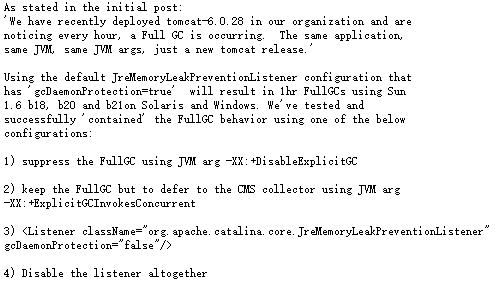 As stated in the initial post:
'We have recently deployed tomcat-6.0.28 in our organization and are
noticing every hour, a Full GC is occurring.  The same application,
same JVM, same JVM args, just a new tomcat release.'
Using the default JreMemoryLeakPreventionListener configuration that
has 'gcDaemonProtection=true'  will result in 1hr FullGCs using Sun
1.6 b18, b20 and b21on Solaris and Windows. We've tested and
successfully 'contained' the FullGC behavior using one of the below
configurations:
1) suppress the FullGC using JVM arg -XX:+DisableExplicitGC
2) keep the FullGC but to defer to the CMS collector using JVM arg
-XX:+ExplicitGCInvokesConcurrent
3) <Listener className="org.apache.catalina.core.JreMemoryLeakPreventionListener"
gcDaemonProtection="false"/>
4) Disable the listener altogether